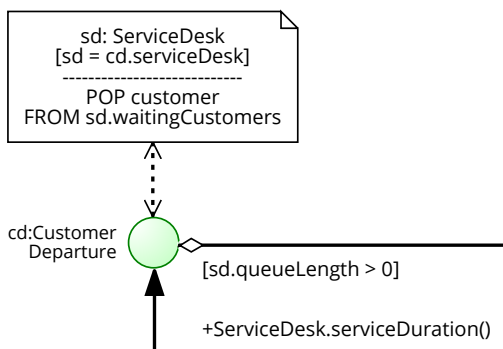 sd: ServiceDesk
[sd = cd.serviceDesk]
----------------------------
POP customer
FROM sd.waitingCustomers
cd:Customer
Departure
[sd.queueLength > 0]
+ServiceDesk.serviceDuration()